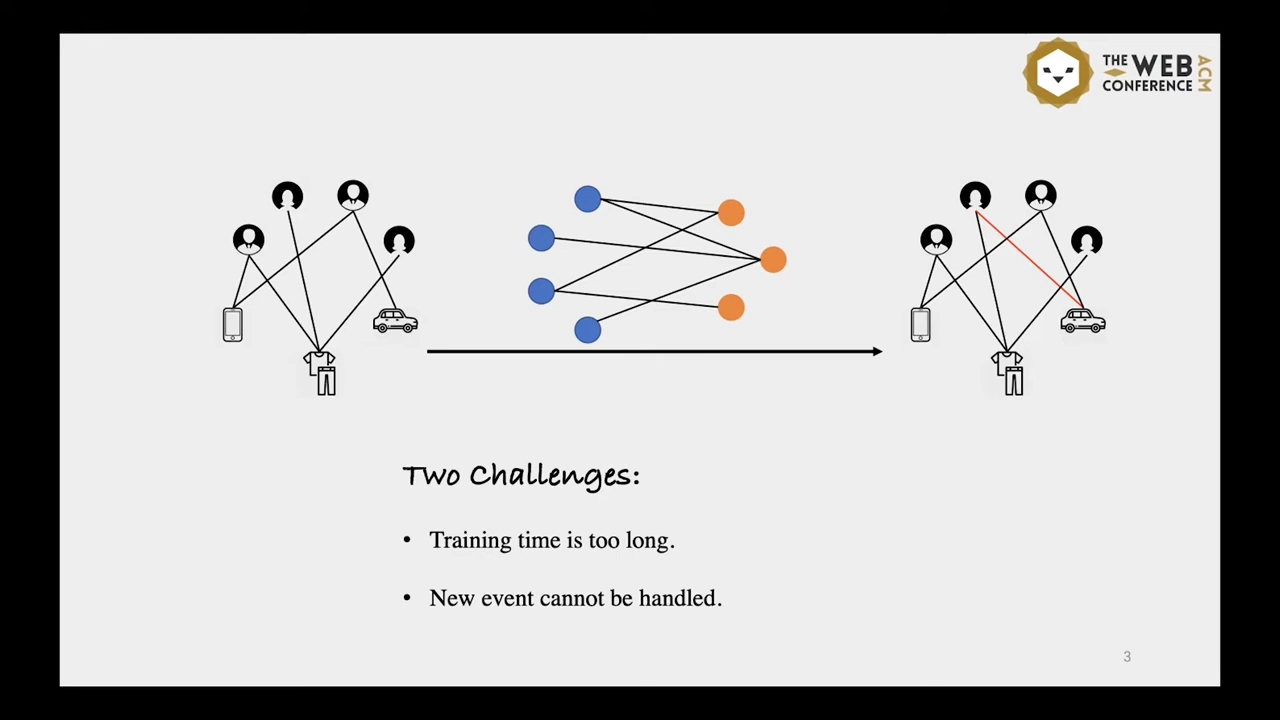 THE WEB
CONFERENCE
ACM
Two Challenges:
• Training time is too long.
• New event cannot be handled.
3